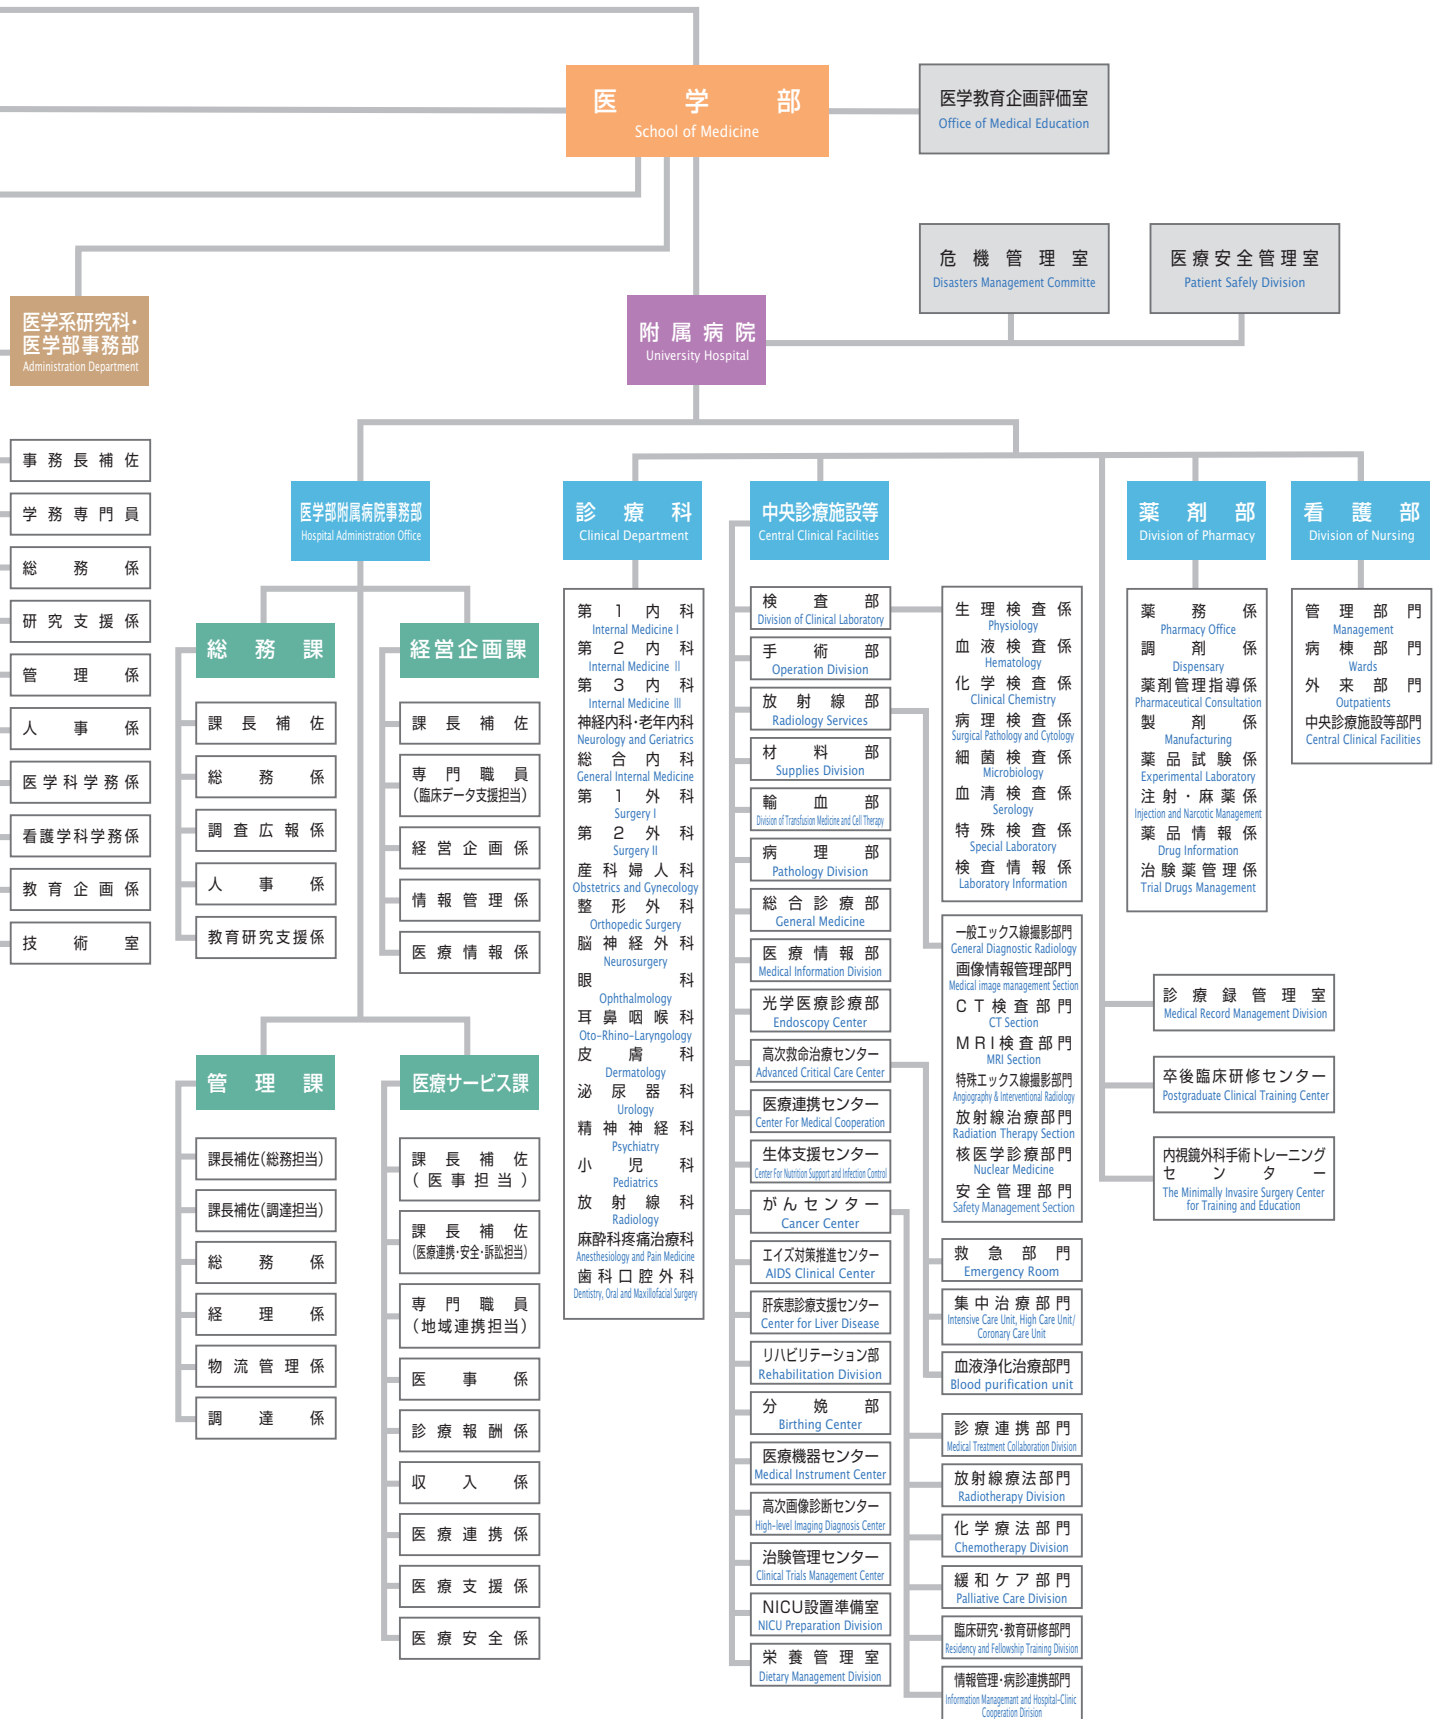 医学部
School of Medicine
医学教育企画評価室
Office of Medical Education
危機管理室
Disasters Management Committe
医療安全管理室
Patient Safely Division
医学系研究科・
医学部事務部
Administration Department
附属病院
University Hospital
事務長補佐
学務専門員
総務係
研究支援係
管理係
人事係
医学科学務係
看護学科学務係
教育企画係
技術室
医学部附属病院事務部
Hospital Administration Office
総務課
課長補佐
総務係
調査広報係
人事係
教育研究支援係
経営企画課
課長補佐
専門職員
(臨床データ支援担当)
経営企画係
情報管理係
医療情報係
管理課
課長補佐(総務担当)
課長補佐(調達担当)
総務係
経理係
物流管理係
調達係
医療サービス課
課長補佐
(医事担当)
課長補佐
(医療連携・安全・訴訟担当)
専門職員
(地域連携担当)
医事係
診療報酬係
収入係
医療連携係
医療支援係
医療安全係
診療科
Clinical Department
第1内科
Internal Medicine I
第2内科
Internal Medicine II
第3内科
Internal Medicine III
神経内科・老年内科
Neurology and Geriatrics
総合内科
General Internal Medicine
第1外科
Surgery I
第2外科
Surgery II
産科婦人科
Obstetrics and Gynecology
整形外科
Orthopedic Surgery
脳神経外科
Neurosurgery
眼科
Ophthalmology
耳鼻咽喉科
Oto-Rhino-Laryngology
皮膚科
Dermatology
泌尿器科
Urology
精神神経科
Psychiatry
小児科
Pediatrics
放射線科
Radiology
麻酔科疼痛治療科
Anesthesiology and Pain Medicine
歯科口腔外科
Dentistry, Oral and Maxillofacial Surgery
中央診療施設等
Central Clinical Facilities
検査部
Division of Clinical Laboratory
手術部
Operation Division
放射線部
Radiology Services
材料部
Supplies Division
輸血部
Division of Transfusion Medicine and Cell Therapy
病理部
Pathology Division
総合診療部
General Medicine
医療情報部
Medical Information Division
光学医療診療部
Endoscopy Center
高次救命治療センター
Advanced Critical Care Center
医療連携センター
Center For Medical Cooperation
生体支援センター
Center For Nutrition Support and Infection Control
がんセンター
Cancer Center
エイズ対策推進センター
AIDS Clinical Center
肝疾患診療支援センター
Center for Liver Disease
リハビリテーション部
Rehabilitation Division
分娩部
Birthing Center
医療機器センター
Medical Instrument Center
高次画像診断センター
High-level Imaging Diagnosis Center
治験管理センター
Clinical Trials Management Center
NICU設置準備室
NICU Preparation Division
栄養管理室
Dietary Management Division
生理検査係
Physiology
血液検査係
Hematology
化学検査係
Clinical Chemistry
病理検査係
Surgical Pathology and Cytology
細菌検査係
Microbiology
血清検査係
Serology
特殊検査係
Special Laboratory
検査情報係
Laboratory Information
一般エックス線撮影部門
General Diagnostic Radiology
画像情報管理部門
Medical image management Section
CT検査部門
CT Section
MRI検査部門
MRI Section
特殊エックス線撮影部門
Angiography & Interventional Radiology
放射線治療部門
Radiation Therapy Section
核医学診療部門
Nuclear Medicine
安全管理部門
Safety Management Section
救急部門
Emergency Room
集中治療部門
Intensive Care Unit, High Care Unit/
Coronary Care Unit
血液浄化治療部門
Blood purification unit
診療連携部門
Medical Treatment Collaboration Division
放射線療法部門
Radiotherapy Division
化学療法部門
Chemotherapy Division
緩和ケア部門
Palliative Care Division
臨床研究・教育研修部門
Residency and Fellowship Training Division
情報管理・病診連携部門
Information Managemant and Hospital-Clinic
Cooperation Dirision
薬剤部
Division of Pharmacy
薬務係
Pharmacy Office
調剤係
Dispensary
薬剤管理指導係
Pharmaceutical Consultation
製剤係
Manufacturing
薬品試験係
Experimental Laboratory
注射・麻薬係
Injection and Narcotic Management
薬品情報係
Drug Information
治験薬管理係
Trial Drugs Management
看護部
Division of Nursing
管理部門
Management
病棟部門
Wards
外来部門
Outpatients
中央診療施設等部門
Central Clinical Facilities
診療録管理室
Medical Record Management Division
卒後臨床研修センター
Postgraduate Clinical Training Center
内視鏡外科手術トレーニング
センター
The Minimally Invasire Surgery Center
for Training and Education